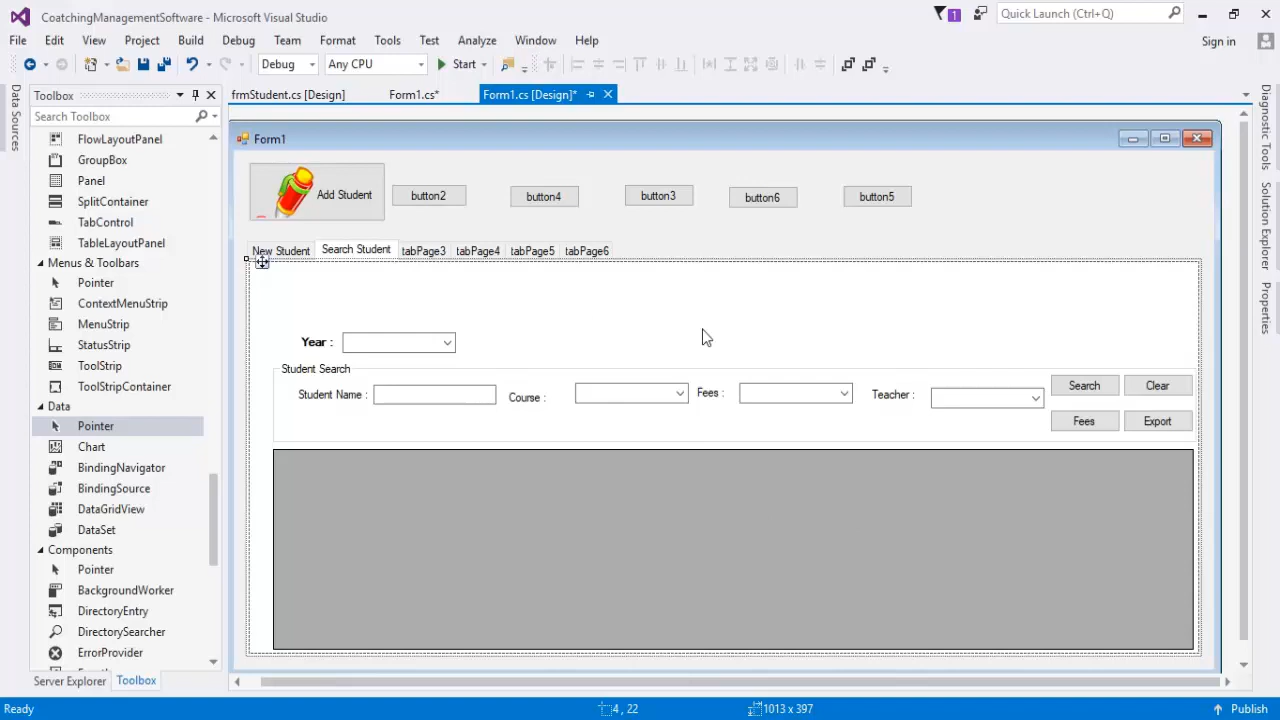 CoatchingManagementSoftware - Microsoft Visual Studio
1
Quick Launch (Ctrl+Q)
File Edit View Project Build Debug Team Format Tools Test Analyze Window Help
Sign in
Debug
Any CPU
Start
Data Sources
Toolbox
Search Toolbox
FlowLayoutPanel
GroupBox
Panel
SplitContainer
TabControl
TableLayoutPanel
Menus & Toolbars
Pointer
ContextMenuStrip
MenuStrip
StatusStrip
ToolStrip
ToolStripContainer
Data
Pointer
Chart
BindingNavigator
BindingSource
DataGridView
DataSet
Components
Pointer
BackgroundWorker
DirectoryEntry
DirectorySearcher
ErrorProvider
Server Explorer Toolbox
frmStudent.cs [Design] Form1.cs* Form1.cs [Design]*
Form1
Add Student button2 button4 button3 button6 button5
New Student Search Student tabPage3 tabPage4 tabPage5 tabPage6
Year :
Student Search
Student Name : Course : Fees : Teacher : Search Clear
Fees Export
Diagnostic Tools
Solution Explorer
Properties
Ready
4 , 22
1013 x 397
Publish